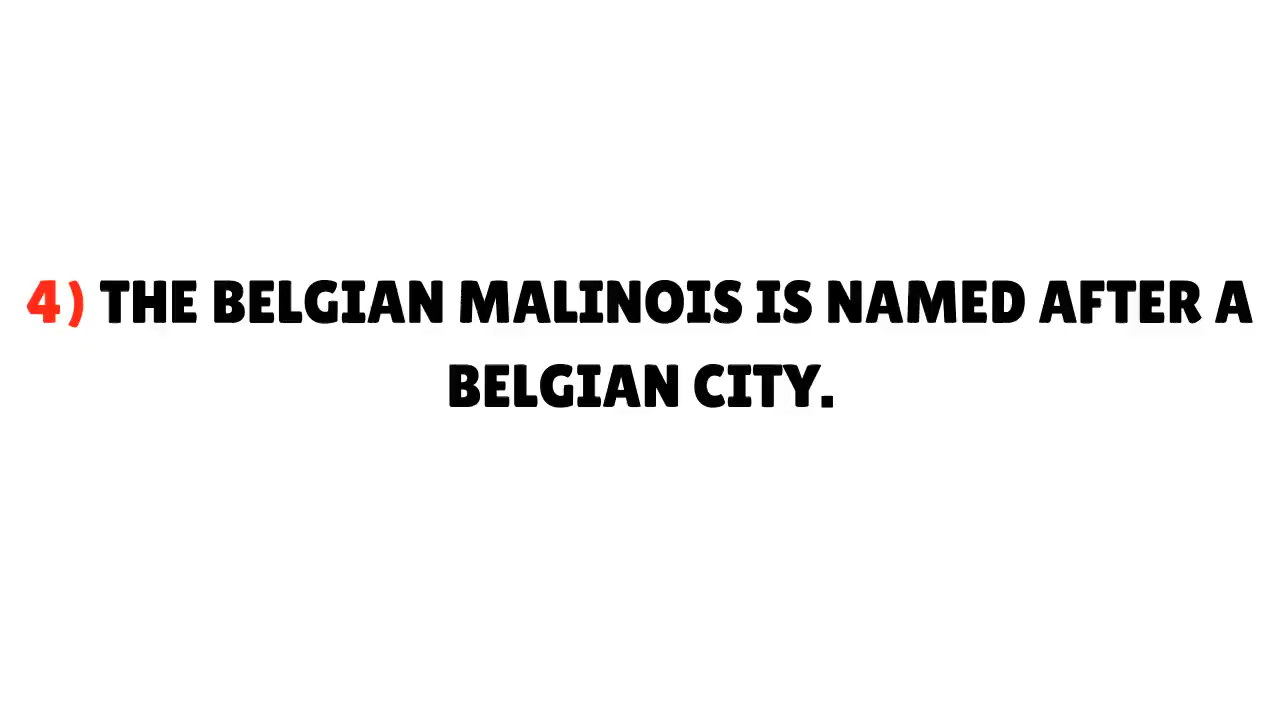 4) THE BELGIAN MALINOIS IS NAMED AFTER A
BELGIAN CITY.